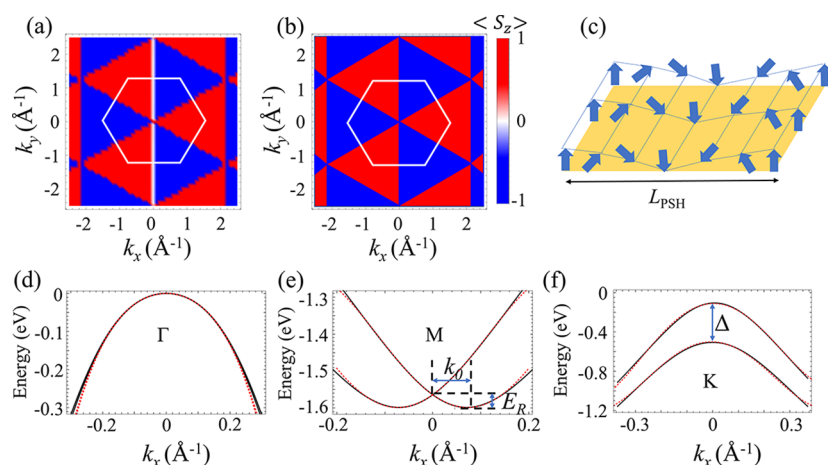 (a)
(b)
< S_z >
(c)
k_y (Å⁻¹)
2
1
0
-1
-2
-2 -1 0 1 2
k_x (Å⁻¹)
k_y (Å⁻¹)
2
1
0
-1
-2
-2 -1 0 1 2
k_x (Å⁻¹)
1
-1
L_PSH
(d)
Energy (eV)
0
-0.1
-0.2
-0.3
Γ
-0.2 0 0.2
k_x (Å⁻¹)
(e)
Energy (eV)
-1.3
-1.4
-1.5
-1.6
M
k_0
E_R
-0.2 -0.1 0 0.1 0.2
k_x (Å⁻¹)
(f)
Energy (eV)
0
-0.4
-0.8
-1.2
Δ
K
-0.3 0 0.3
k_x (Å⁻¹)